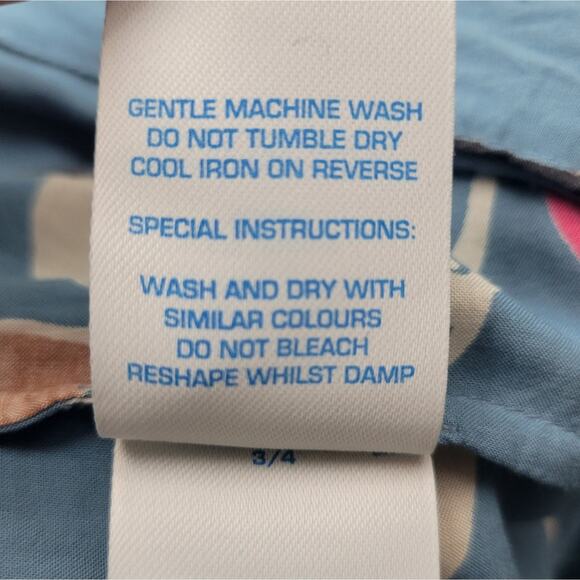 GENTLE MACHINE WASH
DO NOT TUMBLE DRY
COOL IRON ON REVERSE
SPECIAL INSTRUCTIONS:
WASH AND DRY WITH
SIMILAR COLOURS
DO NOT BLEACH
RESHAPE WHILST DAMP
3/4